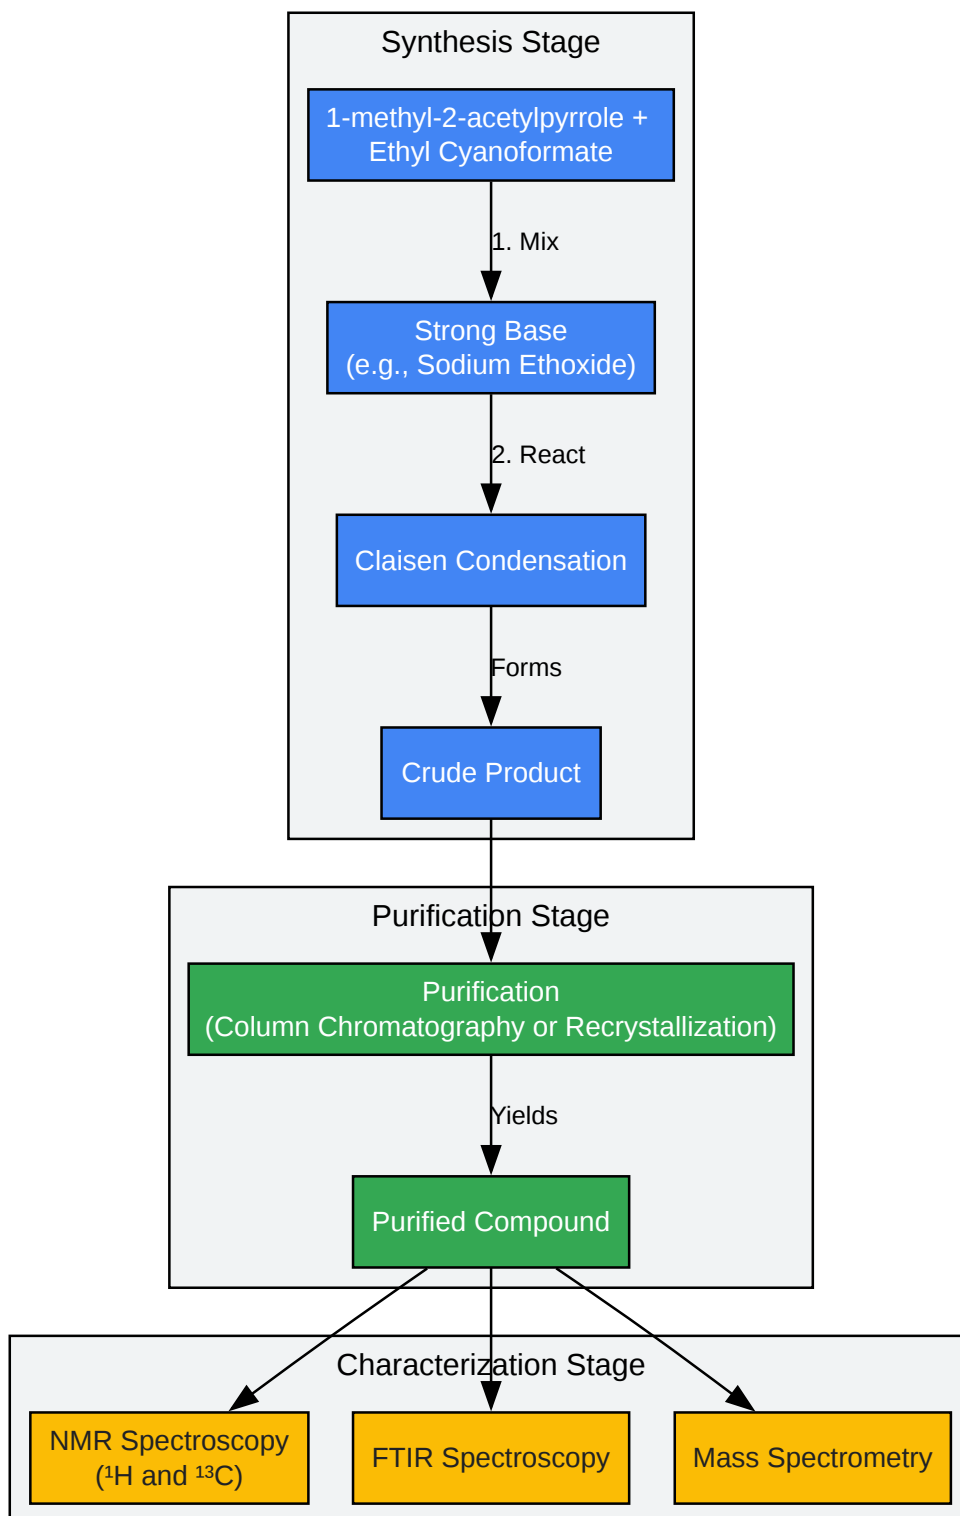 Synthesis Stage
1-methyl-2-acetylpyrrole +
Ethyl Cyanoformate
1. Mix
Strong Base
(e.g., Sodium Ethoxide)
2. React
Claisen Condensation
Forms
Crude Product
Purification Stage
Purification
(Column Chromatography or Recrystallization)
Yields
Purified Compound
Characterization Stage
NMR Spectroscopy
(¹H and ¹³C)
FTIR Spectroscopy
Mass Spectrometry